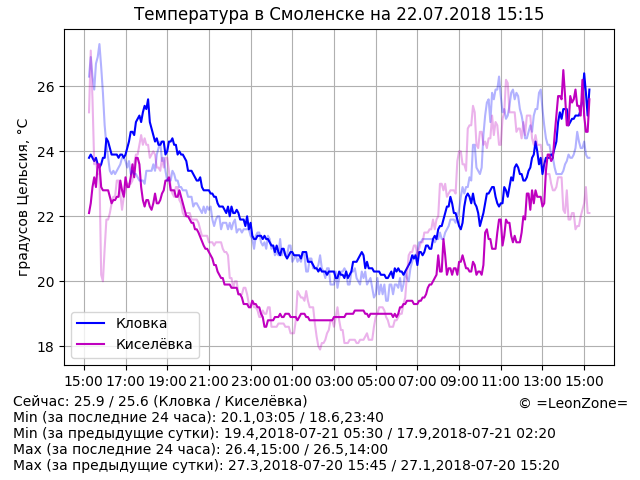 Температура в Смоленске на 22.07.2018 15:15
градусов Цельсия, °C
26
24
22
20
18
Кловка
Киселёвка
15:00 17:00 19:00 21:00 23:00 01:00 03:00 05:00 07:00 09:00 11:00 13:00 15:00
Сейчас: 25.9 / 25.6 (Кловка / Киселёвка)
© =LeonZone=
Min (за последние 24 часа): 20.1,03:05 / 18.6,23:40
Min (за предыдущие сутки): 19.4,2018-07-21 05:30 / 17.9,2018-07-21 02:20
Max (за последние 24 часа): 26.4,15:00 / 26.5,14:00
Max (за предыдущие сутки): 27.3,2018-07-20 15:45 / 27.1,2018-07-20 15:20